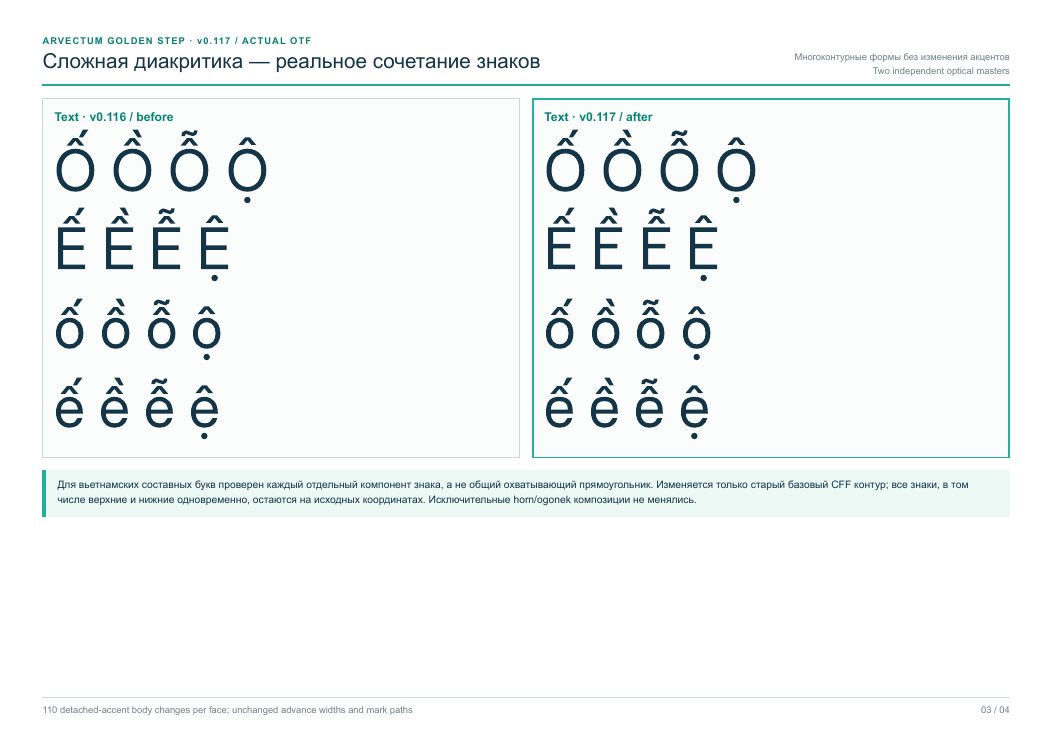 ARVECTUM GOLDEN STEP · v0.117 / ACTUAL OTF
Сложная диакритика — реальное сочетание знаков
Многоконтурные формы без изменения акцентов
Two independent optical masters
Text · v0.116 / before
Ố Ồ Ỗ Ộ
Ế Ề Ễ Ệ
ố ồ ỗ ộ
ế ề ễ ệ
Text · v0.117 / after
Ố Ồ Ỗ Ộ
Ế Ề Ễ Ệ
ố ồ ỗ ộ
ế ề ễ ệ
Для вьетнамских составных букв проверен каждый отдельный компонент знака, а не общий охватывающий прямоугольник. Изменяется только старый базовый CFF контур; все знаки, в том
числе верхние и нижние одновременно, остаются на исходных координатах. Исключительные horn/ogonek композиции не менялись.
110 detached-accent body changes per face; unchanged advance widths and mark paths
03 / 04